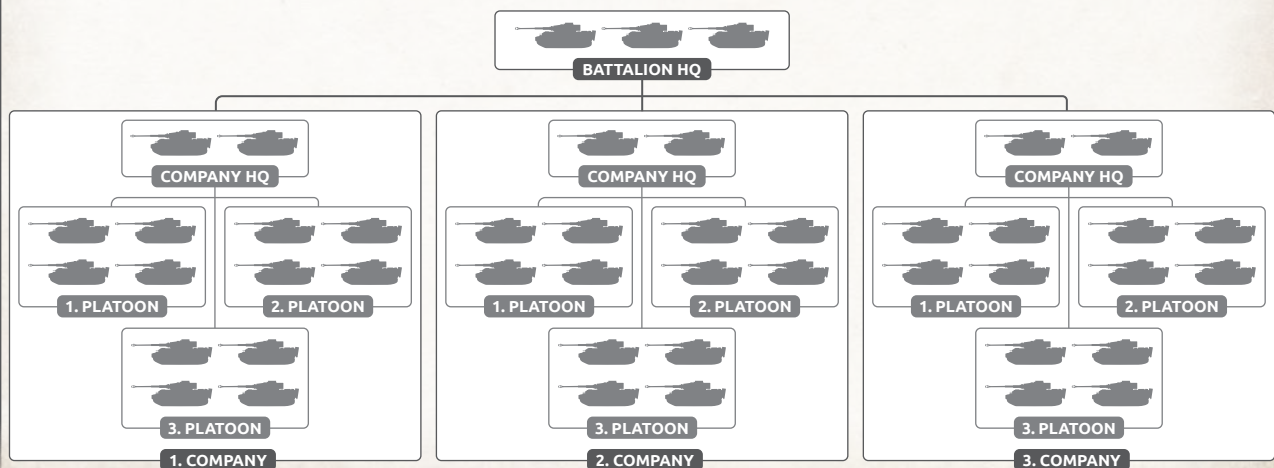 BATTALION HQ
COMPANY HQ
1. PLATOON
2. PLATOON
3. PLATOON
1. COMPANY
COMPANY HQ
1. PLATOON
2. PLATOON
3. PLATOON
2. COMPANY
COMPANY HQ
1. PLATOON
2. PLATOON
3. PLATOON
3. COMPANY